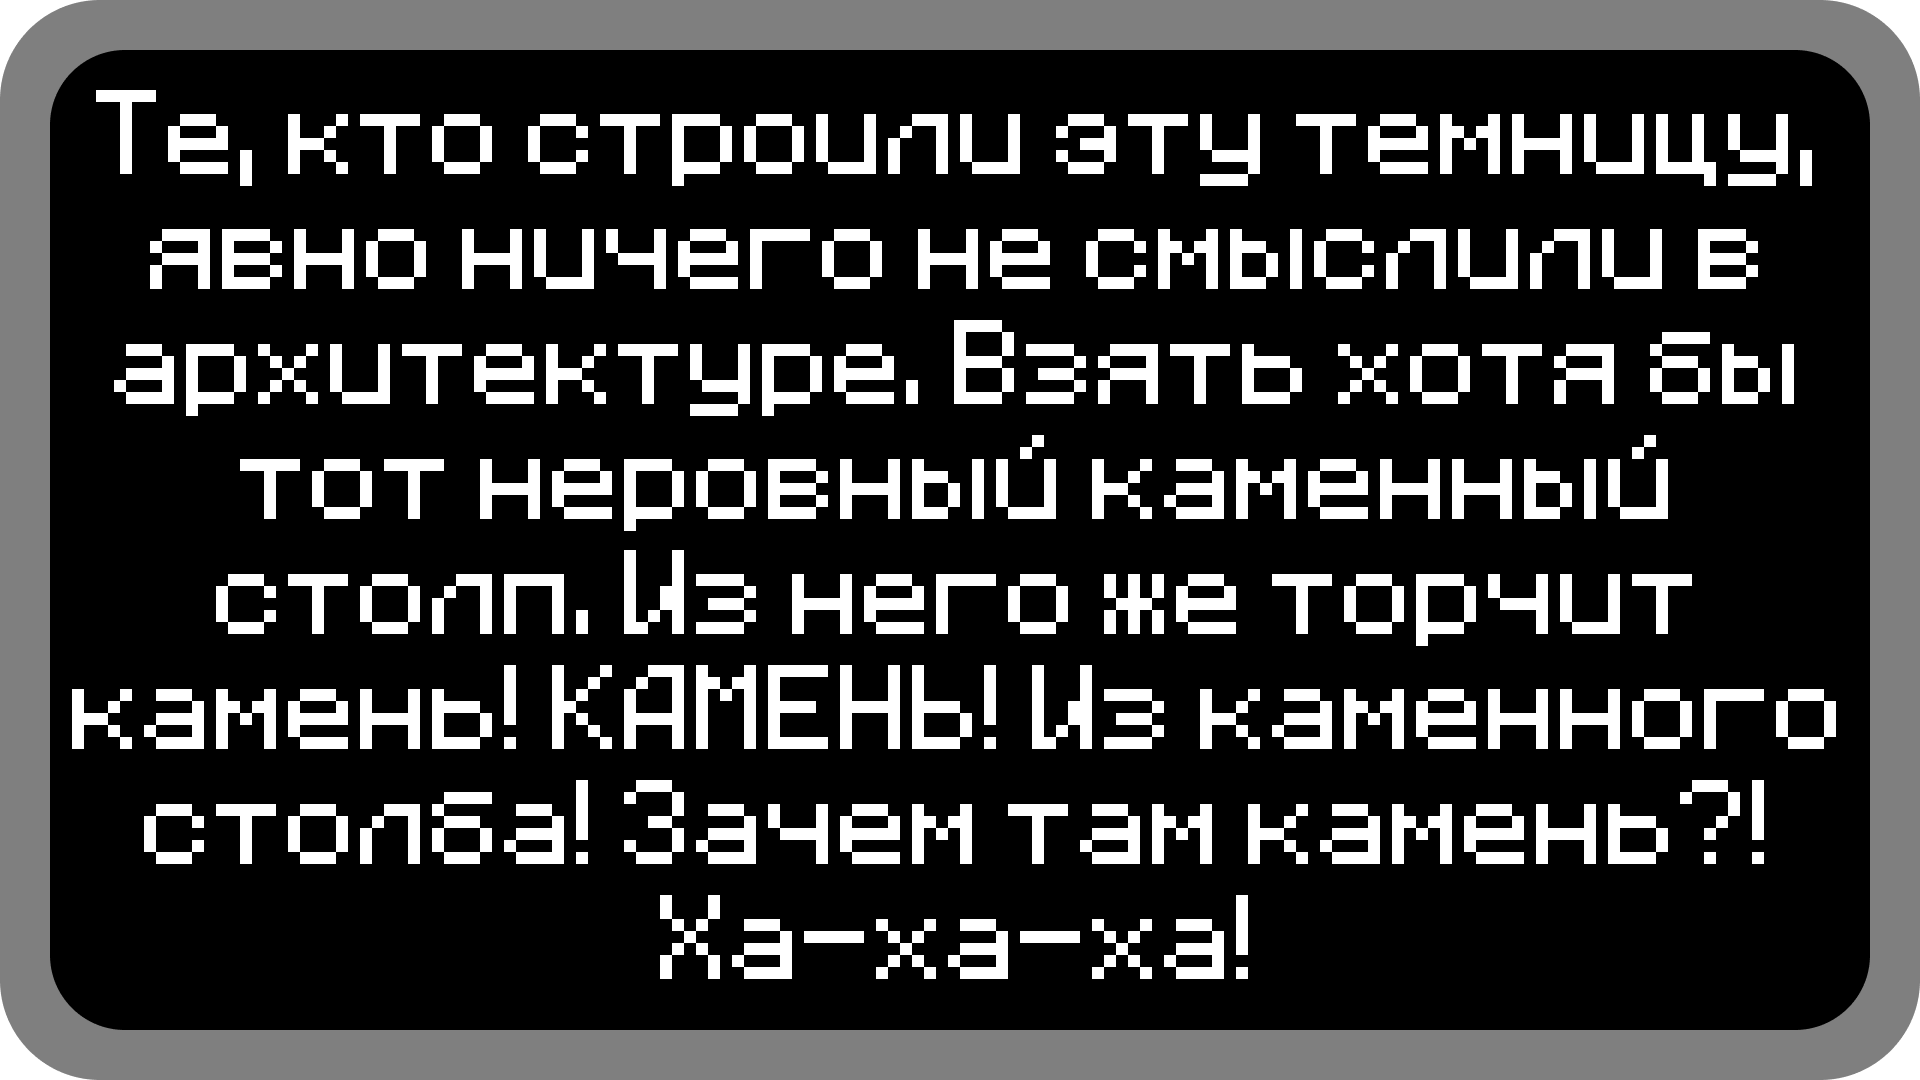 Те, кто строили эту темницу,
явно ничего не смыслили в
архитектуре. Взять хотя бы
тот неровный каменный
столп. Из него же торчит
камень! КАМЕНЬ! Из каменного
столба! Зачем там камень?!
Ха-ха-ха!